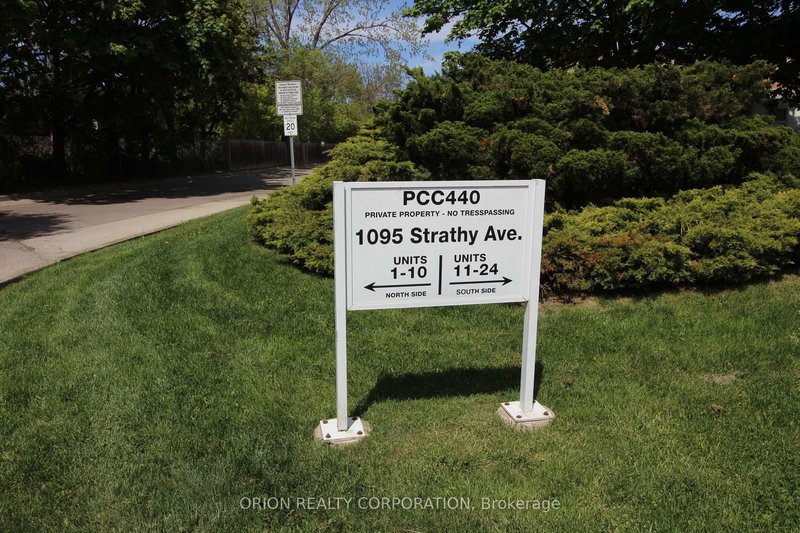 20
PCC440
PRIVATE PROPERTY - NO TRESSPASSING
1095 Strathy Ave.
UNITS
1-10
NORTH SIDE
UNITS
11-24
SOUTH SIDE
ORION REALTY CORPORATION, Brokerage